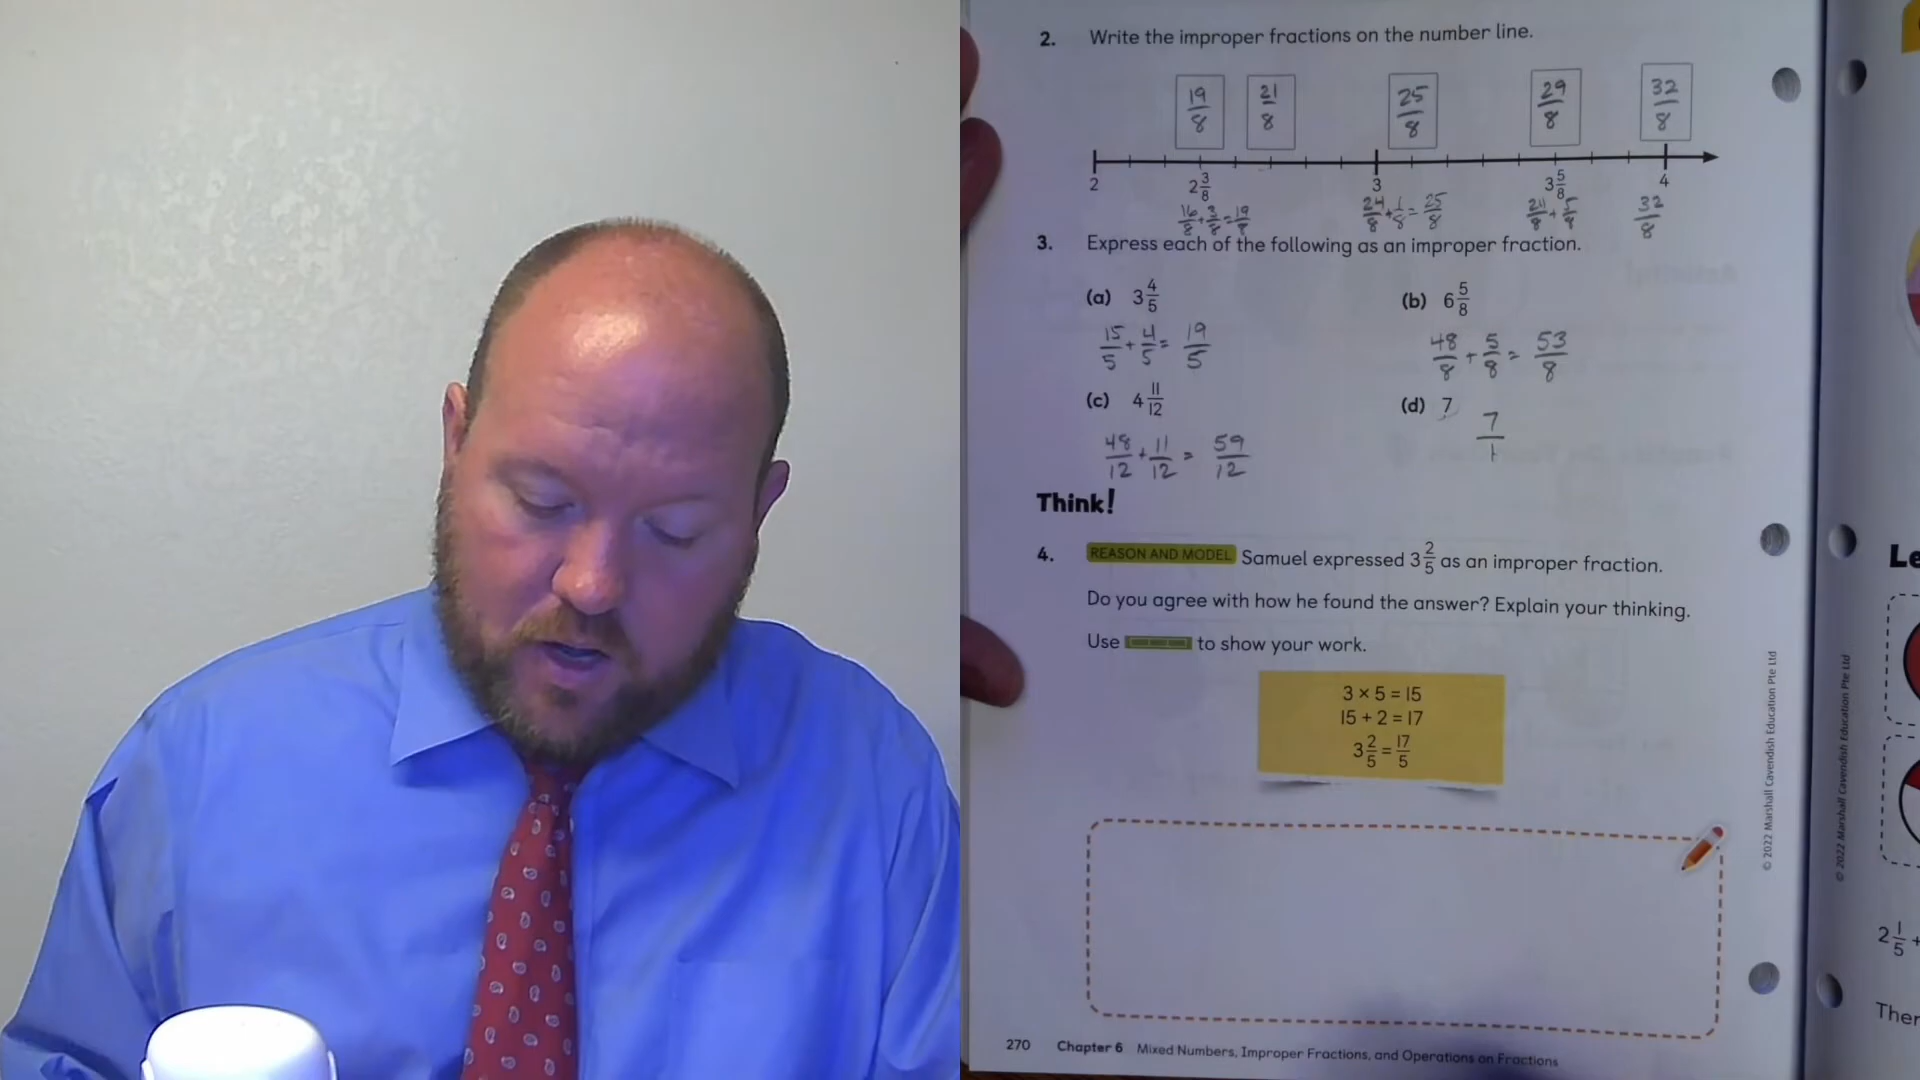 2. Write the improper fractions on the number line.
19/8 21/8 25/8 29/8 32/8
2 2 3/8 3 3 5/8 4
16/8 + 3/8 = 19/8 24/8 + 1/8 = 25/8 24/8 + 5/8 32/8
3. Express each of the following as an improper fraction.
(a) 3 4/5 (b) 6 5/8
15/5 + 4/5 = 19/5 48/8 + 5/8 = 53/8
(c) 4 11/12 (d) 7
48/12 + 11/12 = 59/12 7/1
Think!
4. REASON AND MODEL Samuel expressed 3 2/5 as an improper fraction.
Do you agree with how he found the answer? Explain your thinking.
Use to show your work.
3 × 5 = 15
15 + 2 = 17
3 2/5 = 17/5
270 Chapter 6 Mixed Numbers, Improper Fractions, and Operations on Fractions
© 2022 Marshall Cavendish Education Pte Ltd
© 2022 Marshall Cavendish Education Pte Ltd
2 1/5 +